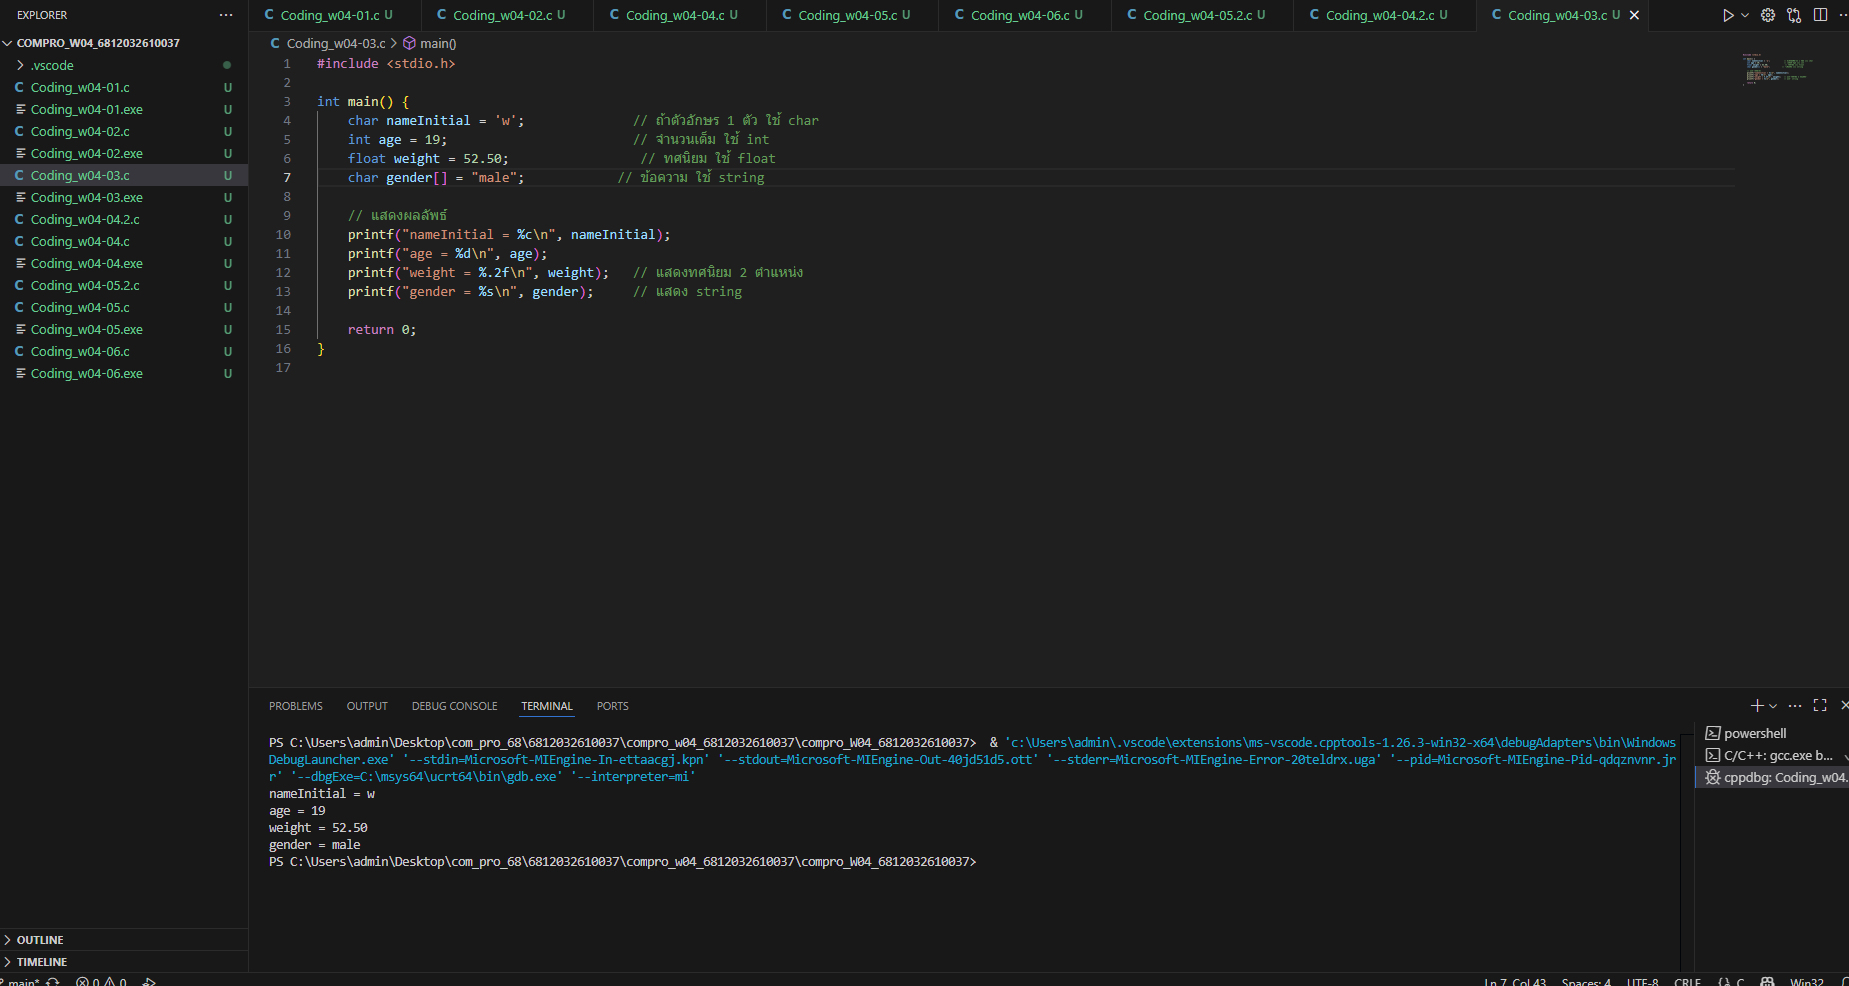 EXPLORER
COMPRO_W04_6812032610037
.vscode
Coding_w04-01.c U
Coding_w04-01.exe U
Coding_w04-02.c U
Coding_w04-02.exe U
Coding_w04-03.c U
Coding_w04-03.exe U
Coding_w04-04.2.c U
Coding_w04-04.c U
Coding_w04-04.exe U
Coding_w04-05.2.c U
Coding_w04-05.c U
Coding_w04-05.exe U
Coding_w04-06.c U
Coding_w04-06.exe U
OUTLINE
TIMELINE
Coding_w04-01.c U Coding_w04-02.c U Coding_w04-04.c U Coding_w04-05.c U Coding_w04-06.c U Coding_w04-05.2.c U Coding_w04-04.2.c U Coding_w04-03.c U
Coding_w04-03.c > main()
1 #include <stdio.h>
2
3 int main() {
4 char nameInitial = 'w'; // ถ้าตัวอักษร 1 ตัว ใช้ char
5 int age = 19; // จำนวนเต็ม ใช้ int
6 float weight = 52.50; // ทศนิยม ใช้ float
7 char gender[] = "male"; // ข้อความ ใช้ string
8
9 // แสดงผลลัพธ์
10 printf("nameInitial = %c\n", nameInitial);
11 printf("age = %d\n", age);
12 printf("weight = %.2f\n", weight); // แสดงทศนิยม 2 ตำแหน่ง
13 printf("gender = %s\n", gender); // แสดง string
14
15 return 0;
16 }
17
PROBLEMS OUTPUT DEBUG CONSOLE TERMINAL PORTS
PS C:\Users\admin\Desktop\com_pro_68\6812032610037\compro_w04_6812032610037\compro_W04_6812032610037> & 'c:\Users\admin\.vscode\extensions\ms-vscode.cpptools-1.26.3-win32-x64\debugAdapters\bin\Windows
DebugLauncher.exe' '--stdin=Microsoft-MIEngine-In-ettaacgj.kpn' '--stdout=Microsoft-MIEngine-Out-40jd51d5.ott' '--stderr=Microsoft-MIEngine-Error-20teldrx.uga' '--pid=Microsoft-MIEngine-Pid-qdqznvnr.jr
r' '--dbgExe=C:\msys64\ucrt64\bin\gdb.exe' '--interpreter=mi'
nameInitial = w
age = 19
weight = 52.50
gender = male
PS C:\Users\admin\Desktop\com_pro_68\6812032610037\compro_w04_6812032610037\compro_W04_6812032610037>
powershell
C/C++: gcc.exe b...
cppdbg: Coding_w04.
main* 0 0 Ln 7, Col 43 Spaces: 4 UTF-8 CRLF {} C Win32